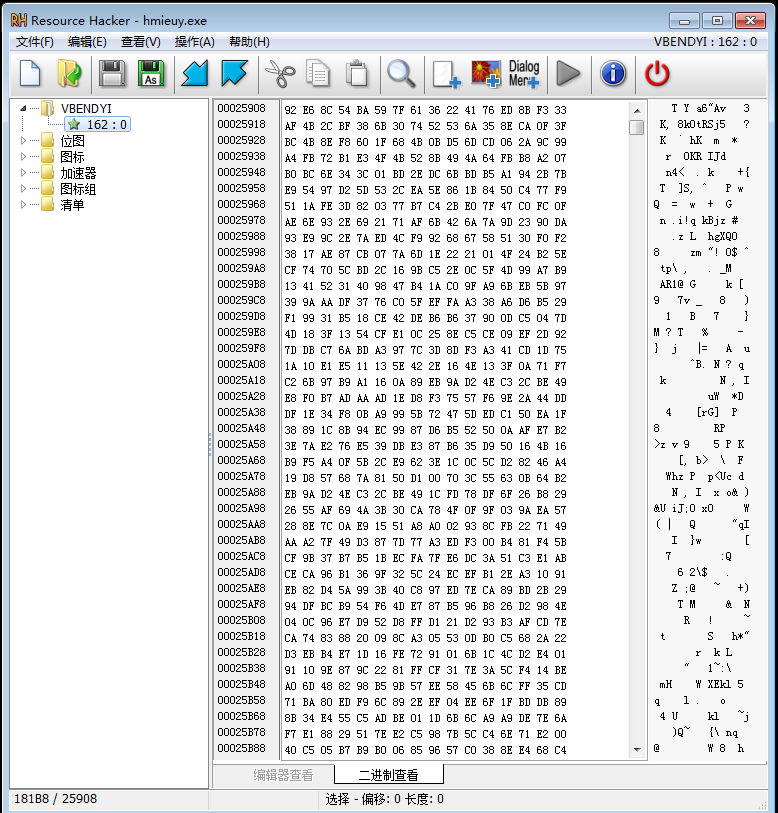 Resource Hacker - hmieuy.exe
文件(F) 编辑(E) 查看(V) 操作(A) 帮助(H) VBENDYI : 162 : 0
As Dialog Menu
VBENDYI
162 : 0
位图
图标
加速器
图标组
清单
00025908 92 E6 8C 54 BA 59 7F 61 36 22 41 76 ED 8B F3 33 T Y a6"Av 3
00025918 AF 4B 2C BF 38 6B 30 74 52 53 6A 35 8E CA 0F 3F K, 8k0tRSj5 ?
00025928 BC 4B 8E F8 60 1F 68 4B 0B D5 6D CD 06 2A 9C 99 K ` hK m *
00025938 A4 FB 72 B1 E3 4F 4B 52 8B 49 4A 64 FB B8 A2 07 r OKR IJd
00025948 B0 BC 6E 34 3C 01 BD 2E DC 6B BD B5 A1 94 2B 7B n4< . k +{
00025958 E9 54 97 D2 5D 53 2C EA 5E 86 1B 84 50 C4 77 F9 T ]S, ^ P w
00025968 51 1A FE 3D 82 03 77 B7 C4 2B E0 7F 47 C0 FC 0F Q = w + G
00025978 AE 6E 93 2E 69 21 71 AF 6B 42 6A 7A 9D 23 90 DA n .i!q kBjz #
00025988 93 E9 9C 2E 7A ED 4C F9 92 68 67 58 51 30 F0 F2 .z L hgXQ0
00025998 38 17 AE 87 CB 07 7A 6D 1E 22 21 01 4F 24 B2 5E 8 zm "! O$ ^
000259A8 CF 74 70 5C BD 2C 16 9B C5 2E 0C 5F 4D 99 A7 B9 tp\ , . _M
000259B8 13 41 52 31 40 98 47 B4 1A C0 9F A9 6B EB 5B 97 AR1@ G k [
000259C8 39 9A AA DF 37 76 C0 5F EF FA A3 38 A6 D6 B5 29 9 7v _ 8 )
000259D8 F1 99 31 B5 18 CE 42 DE B6 B6 37 90 0D C5 04 7D 1 B 7 }
000259E8 4D 18 3F 13 54 CF E1 0C 25 8E C5 CE 09 EF 2D 92 M ? T % -
000259F8 7D DB C7 6A BD A3 97 7C 3D 8D F3 A3 41 CD 1D 75 } j |= A u
00025A08 1A 10 E1 E5 11 13 5E 42 2E 16 4E 13 3F 0A 71 F7 ^B. N ? q
00025A18 C2 6B 97 B9 A1 16 0A 89 EB 9A D2 4E C3 2C BE 49 k N , I
00025A28 E8 F0 B7 AD AA AD 1E D8 F3 75 57 F6 9E 2A 44 DD uW *D
00025A38 DF 1E 34 F8 0B A9 99 5B 72 47 5D ED C1 50 EA 1F 4 [rG] P
00025A48 38 89 1C 8B 94 EC 99 87 D6 B5 52 50 0A AF E7 B2 8 RP
00025A58 3E 7A E2 76 E5 39 DB E3 87 B6 35 D9 50 16 4B 16 >z v 9 5 P K
00025A68 B9 F5 A4 0F 5B 2C E9 62 3E 1C 0C 5C D2 82 46 A4 [, b> \ F
00025A78 19 D8 57 68 7A 81 50 D1 00 70 3C 55 63 0B 64 B2 Whz P p<Uc d
00025A88 EB 9A D2 4E C3 2C BE 49 1C FD 78 DF 6F 26 B8 29 N , I x o& )
00025A98 26 55 AF 69 4A 3B 30 CA 78 4F 0F 9F 03 9A EA 57 &U iJ;0 xO W
00025AA8 28 8E 7C 0A E9 15 51 A8 A0 02 93 8C FB 22 71 49 ( | Q "qI
00025AB8 AA A2 7F 49 D3 87 7D 77 A3 ED F3 00 B4 81 F4 5B I }w [
00025AC8 CF 9B 37 B7 B5 1B EC FA 7F E6 DC 3A 51 C3 E1 AB 7 :Q
00025AD8 CE CA 96 B1 36 9F 32 5C 24 EC EF B1 2E A3 10 91 6 2\$ .
00025AE8 EB 82 D4 5A 99 3B 40 C8 97 ED 7E CA 89 BD 2B 29 Z ;@ ~ +)
00025AF8 94 DF BC B9 54 F6 4D E7 87 B5 96 B8 26 D2 98 4E T M & N
00025B08 04 0C 96 E7 D9 52 D8 FF D1 21 D2 93 B3 AF CD 7E R ! ~
00025B18 CA 74 83 88 20 09 8C A3 05 53 0D B0 C5 68 2A 22 t S h*"
00025B28 D3 EB B4 E7 1D 16 FE 72 91 01 6B 1C 4C D2 E4 01 r k L
00025B38 91 10 9E 87 9C 22 81 FF CF 31 7E 3A 5C F4 14 BE " 1~:\
00025B48 A0 6D 48 82 98 B5 9B 57 EE 58 45 6B 6C FF 35 CD mH W XEkl 5
00025B58 71 BA 80 ED F9 6C 89 2E EF 04 EE 6F 1F BD DB 89 q l . o
00025B68 8B 34 E4 55 C5 AD BE 01 1D 6B 6C A9 A9 DE 7E 6A 4 U kl ~j
00025B78 F7 E1 88 29 51 7E E2 C5 98 7B 5C C4 6E 71 E2 00 )Q~ {\ nq
00025B88 40 C5 05 B7 B9 B0 06 85 96 57 C0 38 8E E4 68 C4 @ W 8 h
编辑器查看 二进制查看
181B8 / 25908 选择 - 偏移: 0 长度: 0